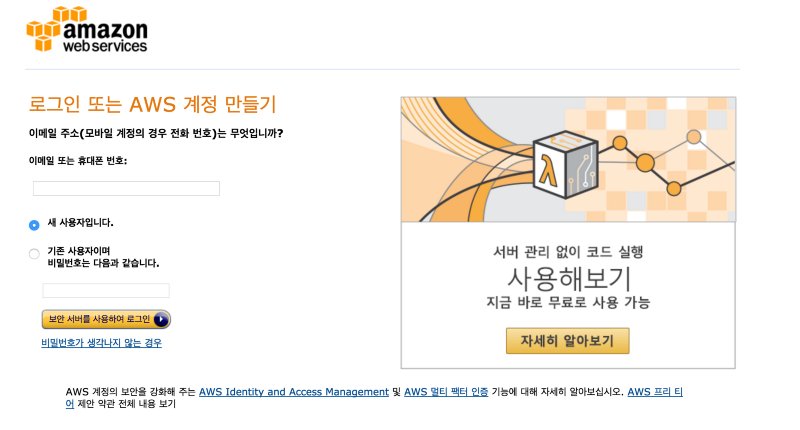 amazon
web services
로그인 또는 AWS 계정 만들기
이메일 주소(모바일 계정의 경우 전화 번호)는 무엇입니까?
이메일 또는 휴대폰 번호:
새 사용자입니다.
기존 사용자이며
비밀번호는 다음과 같습니다.
보안 서버를 사용하여 로그인
비밀번호가 생각나지 않는 경우
λ
서버 관리 없이 코드 실행
사용해보기
지금 바로 무료로 사용 가능
자세히 알아보기
AWS 계정의 보안을 강화해 주는 AWS Identity and Access Management 및 AWS 멀티 팩터 인증 기능에 대해 자세히 알아보십시오. AWS 프리 티
어 제안 약관 전체 내용 보기